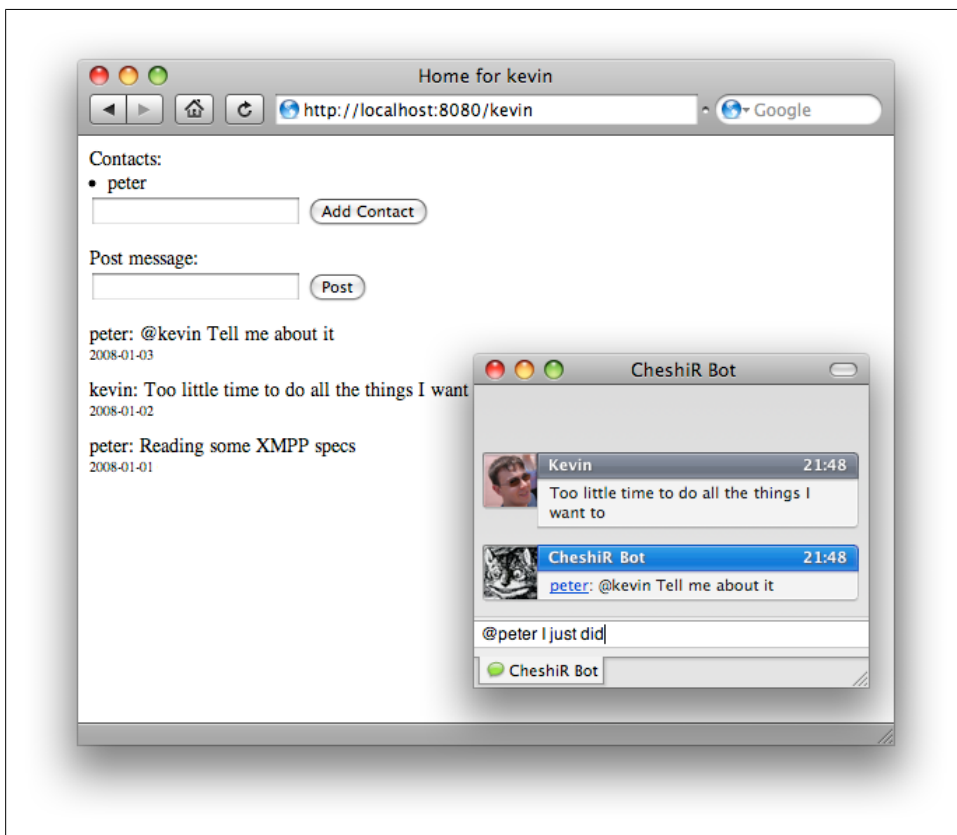 Home for kevin
http://localhost:8080/kevin
Google
Contacts:
• peter
Add Contact
Post message:
Post
peter: @kevin Tell me about it
2008-01-03
kevin: Too little time to do all the things I want
2008-01-02
peter: Reading some XMPP specs
2008-01-01
CheshiR Bot
Kevin 21:48
Too little time to do all the things I
want to
CheshiR Bot 21:48
peter: @kevin Tell me about it
@peter I just did
CheshiR Bot